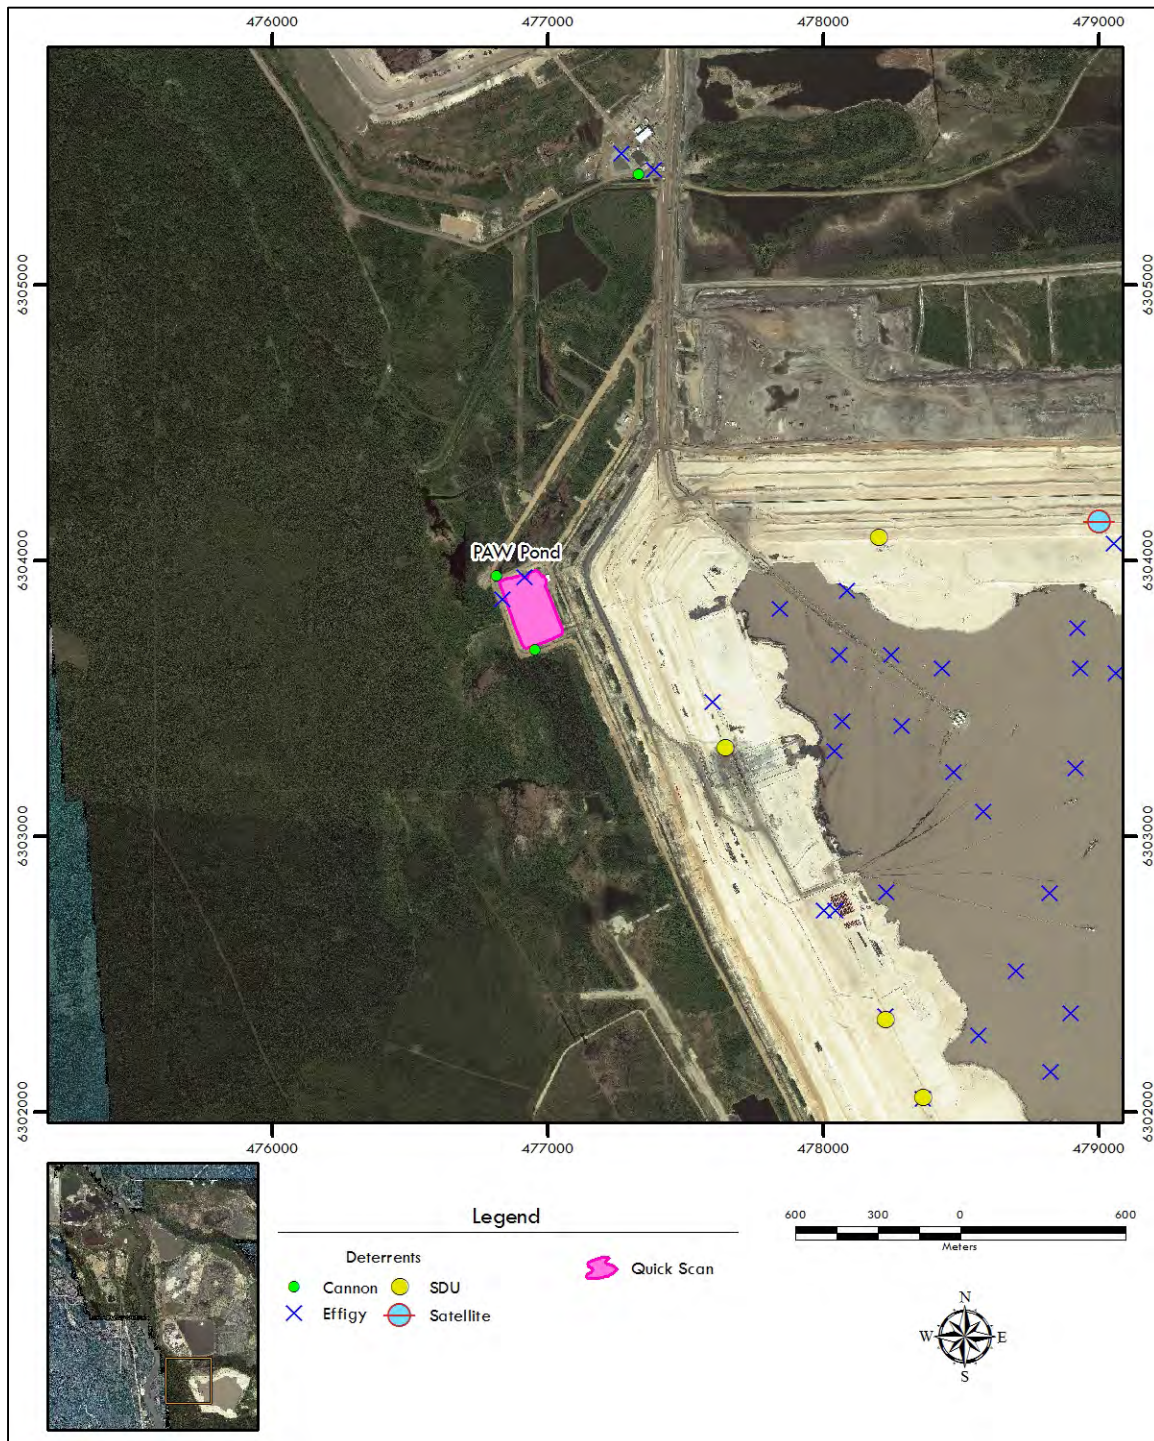 476000 477000 478000 479000
6305000 6305000
PAW Pond
6304000 6304000
6303000 6303000
6302000 6302000
476000 477000 478000 479000
Legend
Deterrents
Cannon SDU Quick Scan
Effigy Satellite
600 300 0 600
Meters
N
W E
S